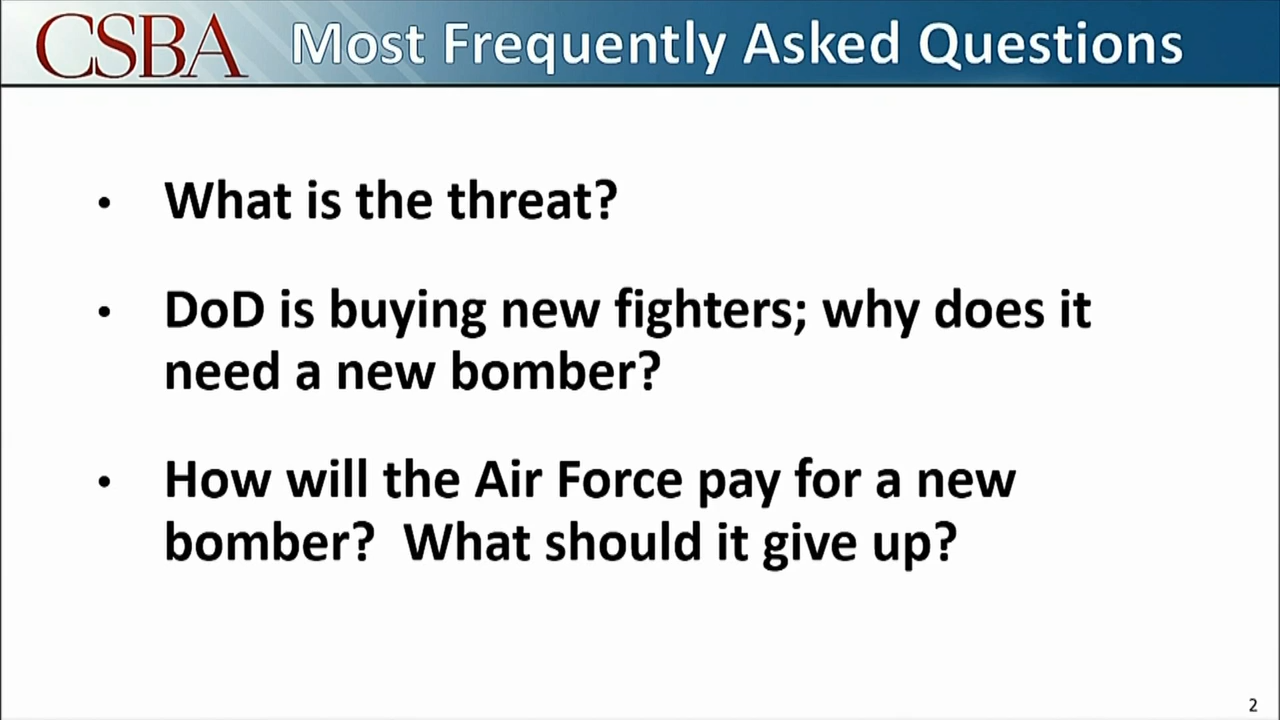 CSBA Most Frequently Asked Questions
• What is the threat?
• DoD is buying new fighters; why does it
need a new bomber?
• How will the Air Force pay for a new
bomber?  What should it give up?
2